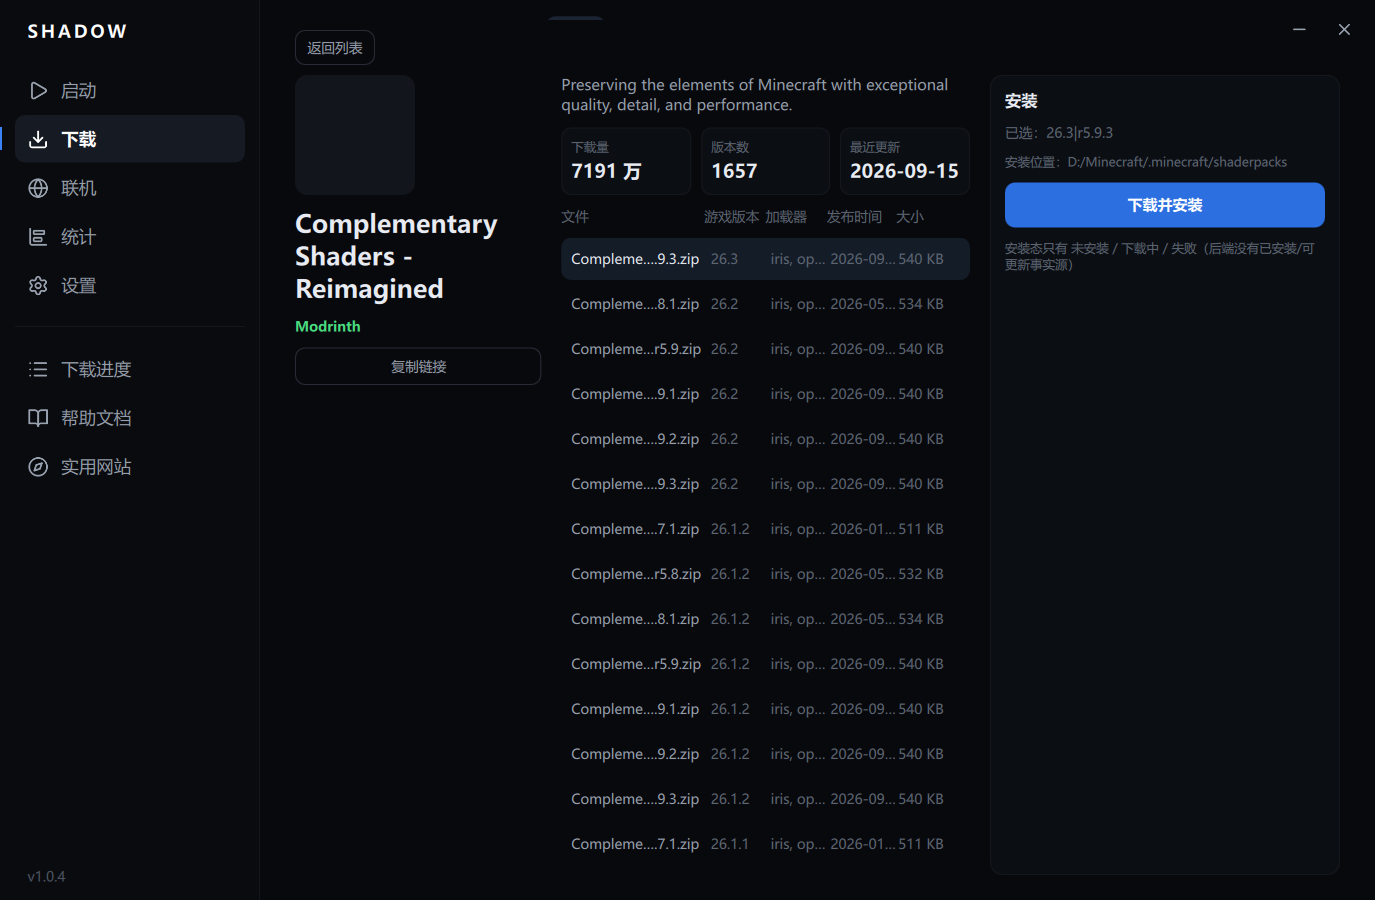 SHADOW
启动
下载
联机
统计
设置
下载进度
帮助文档
实用网站
v1.0.4
返回列表
Complementary
Shaders -
Reimagined
Modrinth
复制链接
Preserving the elements of Minecraft with exceptional
quality, detail, and performance.
下载量
7191 万
版本数
1657
最近更新
2026-09-15
文件 游戏版本 加载器 发布时间 大小
Compleme....9.3.zip 26.3 iris, op... 2026-09... 540 KB
Compleme....8.1.zip 26.2 iris, op... 2026-05... 534 KB
Compleme...r5.9.zip 26.2 iris, op... 2026-09... 540 KB
Compleme....9.1.zip 26.2 iris, op... 2026-09... 540 KB
Compleme....9.2.zip 26.2 iris, op... 2026-09... 540 KB
Compleme....9.3.zip 26.2 iris, op... 2026-09... 540 KB
Compleme....7.1.zip 26.1.2 iris, op... 2026-01... 511 KB
Compleme...r5.8.zip 26.1.2 iris, op... 2026-05... 532 KB
Compleme....8.1.zip 26.1.2 iris, op... 2026-05... 534 KB
Compleme...r5.9.zip 26.1.2 iris, op... 2026-09... 540 KB
Compleme....9.1.zip 26.1.2 iris, op... 2026-09... 540 KB
Compleme....9.2.zip 26.1.2 iris, op... 2026-09... 540 KB
Compleme....9.3.zip 26.1.2 iris, op... 2026-09... 540 KB
Compleme....7.1.zip 26.1.1 iris, op... 2026-01... 511 KB
安装
已选：26.3|r5.9.3
安装位置：D:/Minecraft/.minecraft/shaderpacks
下载并安装
安装态只有 未安装 / 下载中 / 失败（后端没有已安装/可
更新事实源）